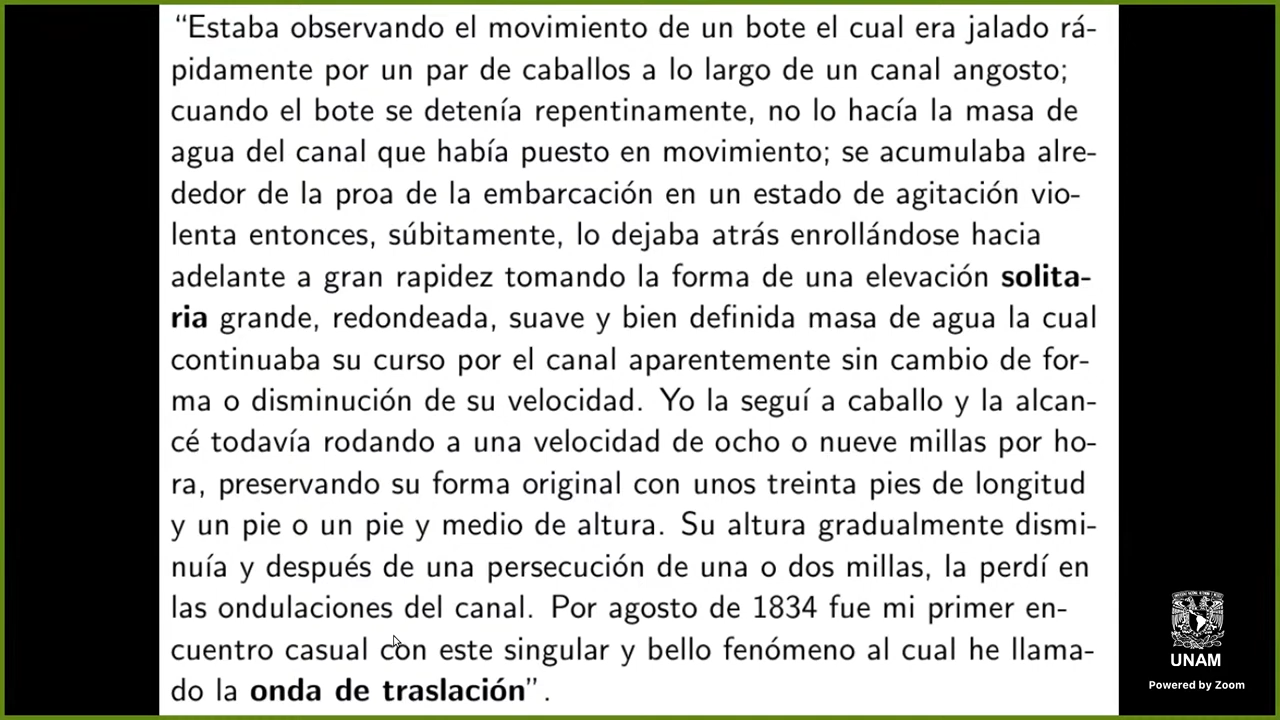 “Estaba observando el movimiento de un bote el cual era jalado rá-
pidamente por un par de caballos a lo largo de un canal angosto;
cuando el bote se detenía repentinamente, no lo hacía la masa de
agua del canal que había puesto en movimiento; se acumulaba alre-
dedor de la proa de la embarcación en un estado de agitación vio-
lenta entonces, súbitamente, lo dejaba atrás enrollándose hacia
adelante a gran rapidez tomando la forma de una elevación solita-
ria grande, redondeada, suave y bien definida masa de agua la cual
continuaba su curso por el canal aparentemente sin cambio de for-
ma o disminución de su velocidad. Yo la seguí a caballo y la alcan-
cé todavía rodando a una velocidad de ocho o nueve millas por ho-
ra, preservando su forma original con unos treinta pies de longitud
y un pie o un pie y medio de altura. Su altura gradualmente dismi-
nuía y después de una persecución de una o dos millas, la perdí en
las ondulaciones del canal. Por agosto de 1834 fue mi primer en-
cuentro casual con este singular y bello fenómeno al cual he llama-
do la onda de traslación”.
UNAM
Powered by Zoom